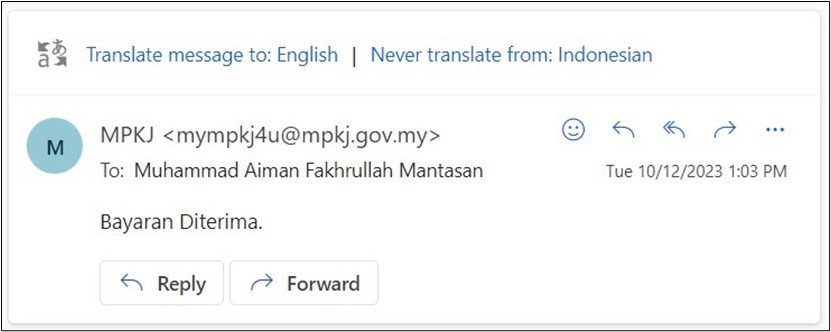 Translate message to: English | Never translate from: Indonesian
M
MPKJ <mympkj4u@mpkj.gov.my>
To: Muhammad Aiman Fakhrullah Mantasan
Tue 10/12/2023 1:03 PM
Bayaran Diterima.
Reply
Forward